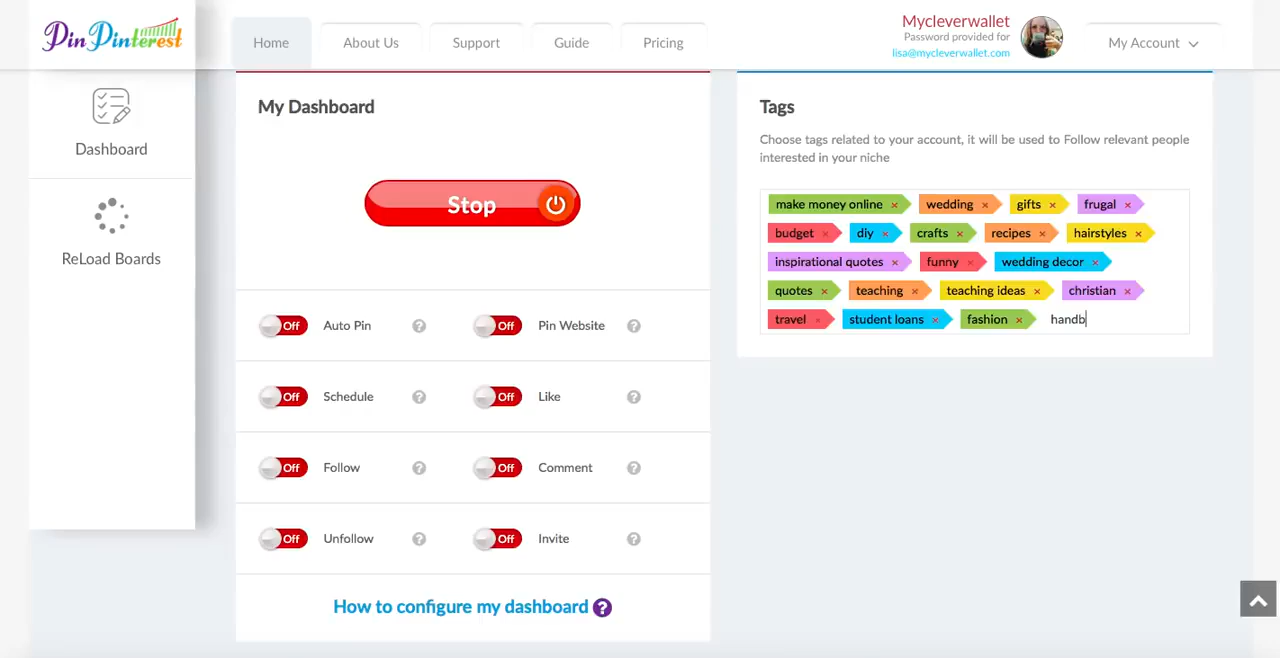 PinPinterest
Home
About Us
Support
Guide
Pricing
Mycleverwallet
Password provided for
lisa@mycleverwallet.com
My Account
Dashboard
ReLoad Boards
My Dashboard
Stop
Off Auto Pin ? Off Pin Website ?
Off Schedule ? Off Like ?
Off Follow ? Off Comment ?
Off Unfollow ? Off Invite ?
How to configure my dashboard ?
Tags
Choose tags related to your account, it will be used to Follow relevant people
interested in your niche
make money online × wedding × gifts × frugal ×
budget × diy × crafts × recipes × hairstyles ×
inspirational quotes × funny × wedding decor ×
quotes × teaching × teaching ideas × christian ×
travel × student loans × fashion × handb